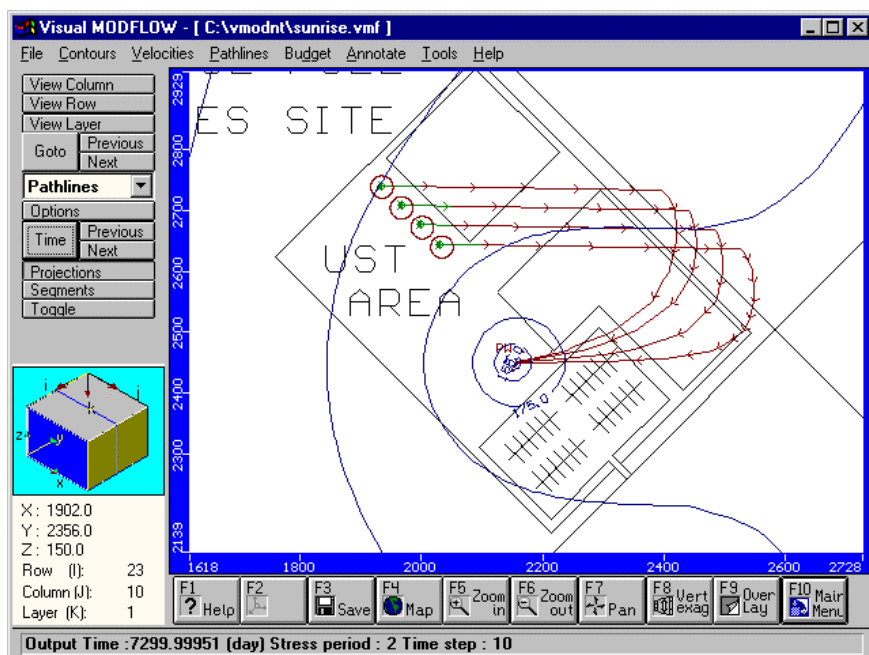 Visual MODFLOW - [ C:\vmodnt\sunrise.vmf ]
File Contours Velocities Pathlines Budget Annotate Tools Help
View Column
View Row
View Layer
Goto
Previous
Next
Pathlines
Options
Time
Previous
Next
Projections
Segments
Toggle
i
j
k
z
y
x
X : 1902.0
Y : 2356.0
Z : 150.0
Row (I): 23
Column (J): 10
Layer (K): 1
2929
2800
2700
2600
2500
2400
2300
2139
1618 1800 2000 2200 2400 2600 2728
ES SITE
UST
AREA
PW
175.0
F1 Help
F2
F3 Save
F4 Map
F5 Zoom in
F6 Zoom out
F7 Pan
F8 Vert exag
F9 Over Lay
F10 Main Menu
Output Time :7299.99951 (day) Stress period : 2 Time step : 10